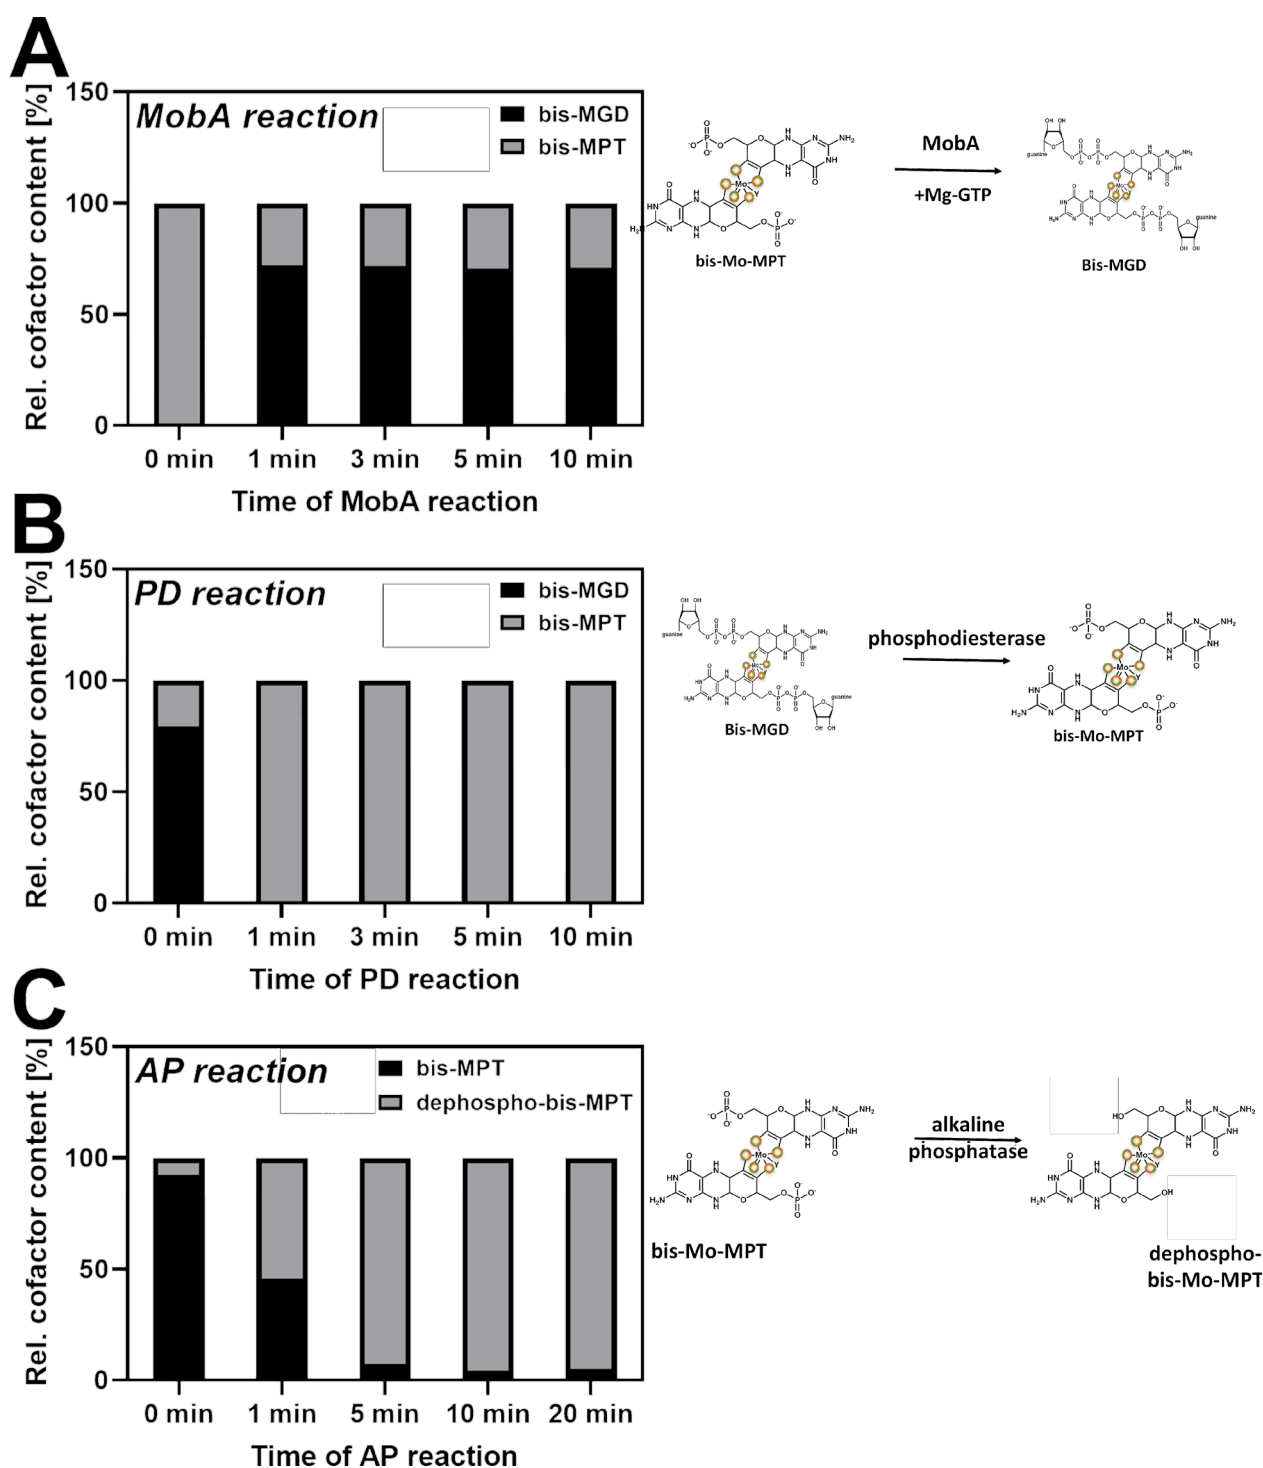 A
Rel. cofactor content [%]
150
100
50
0
MobA reaction
bis-MGD
bis-MPT
0 min 1 min 3 min 5 min 10 min
Time of MobA reaction
bis-Mo-MPT
MobA
+Mg-GTP
guanine
guanine
Bis-MGD
B
Rel. cofactor content [%]
150
100
50
0
PD reaction
bis-MGD
bis-MPT
0 min 1 min 3 min 5 min 10 min
Time of PD reaction
guanine
guanine
Bis-MGD
phosphodiesterase
bis-Mo-MPT
C
Rel. cofactor content [%]
150
100
50
0
AP reaction
bis-MPT
dephospho-bis-MPT
0 min 1 min 5 min 10 min 20 min
Time of AP reaction
bis-Mo-MPT
alkaline
phosphatase
dephospho-
bis-Mo-MPT